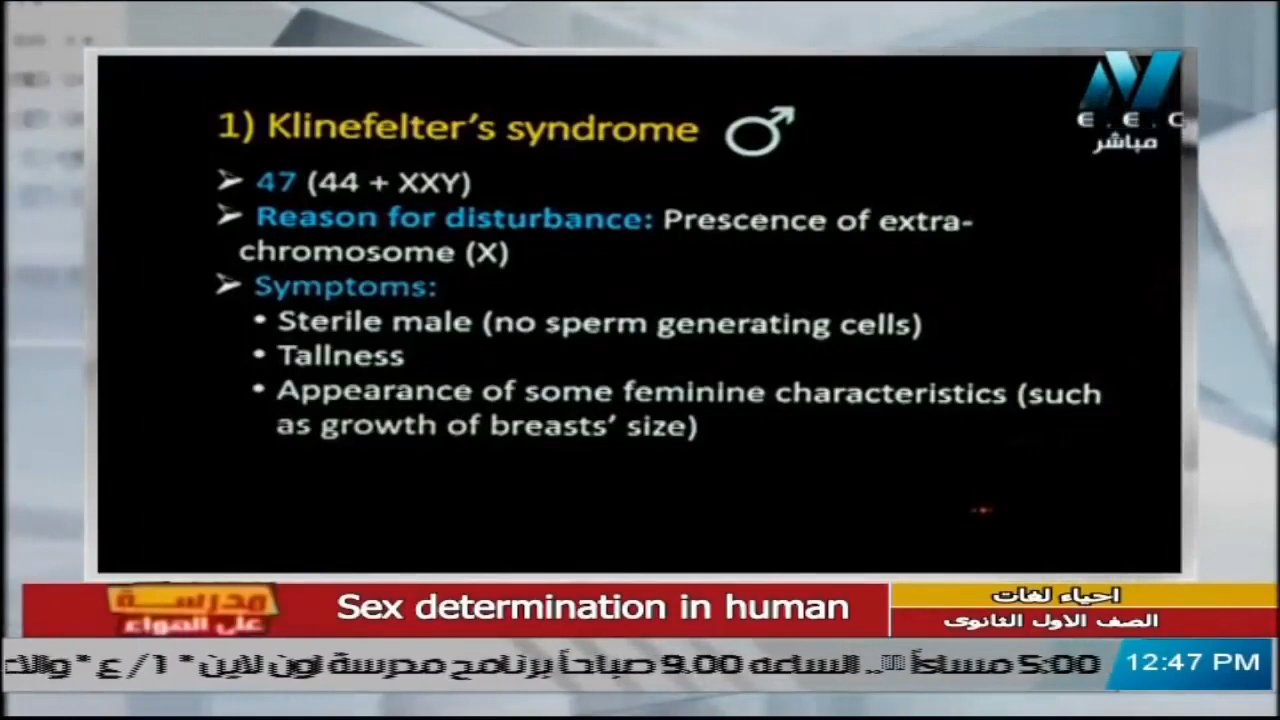 1) Klinefelter's syndrome
47 (44 + XXY)
Reason for disturbance: Prescence of extra-
chromosome (X)
Symptoms:
• Sterile male (no sperm generating cells)
• Tallness
• Appearance of some feminine characteristics (such
as growth of breasts' size)
E.E.C
مباشر
مدرسة
على الهواء
Sex determination in human
احياء لغات
الصف الاول الثانوى
5:00 مساءاً .. الساعه 9.00 صباحاً برنامج مدرسة اون لاين " 1 / ع "
12:47 PM